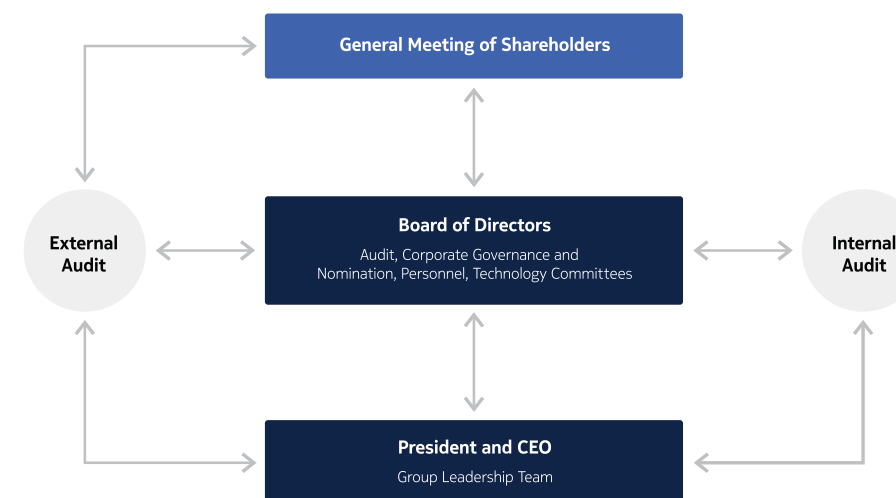 General Meeting of Shareholders
External
Audit
Board of Directors
Audit, Corporate Governance and
Nomination, Personnel, Technology Committees
Internal
Audit
President and CEO
Group Leadership Team